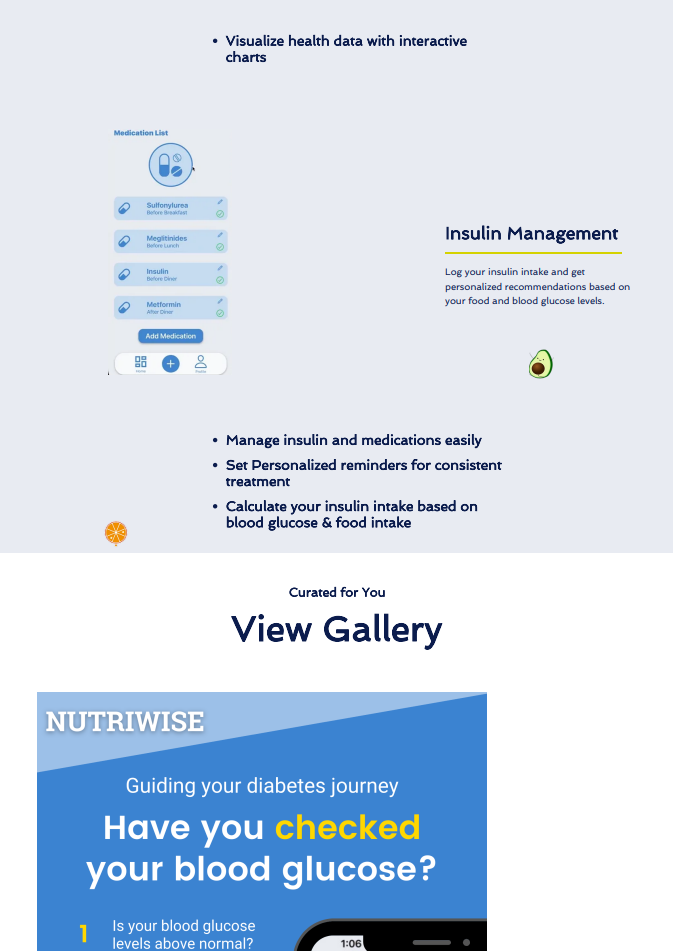 • Visualize health data with interactive
charts
Medication List
Sulfonylurea
Before Breakfast
Meglitinides
Before Lunch
Insulin
Before Diner
Metformin
After Diner
Add Medication
Home
Profile
Insulin Management
Log your insulin intake and get
personalized recommendations based on
your food and blood glucose levels.
• Manage insulin and medications easily
• Set Personalized reminders for consistent
treatment
• Calculate your insulin intake based on
blood glucose & food intake
Curated for You
View Gallery
NUTRIWISE
Guiding your diabetes journey
Have you checked
your blood glucose?
1
Is your blood glucose
levels above normal?
1:06